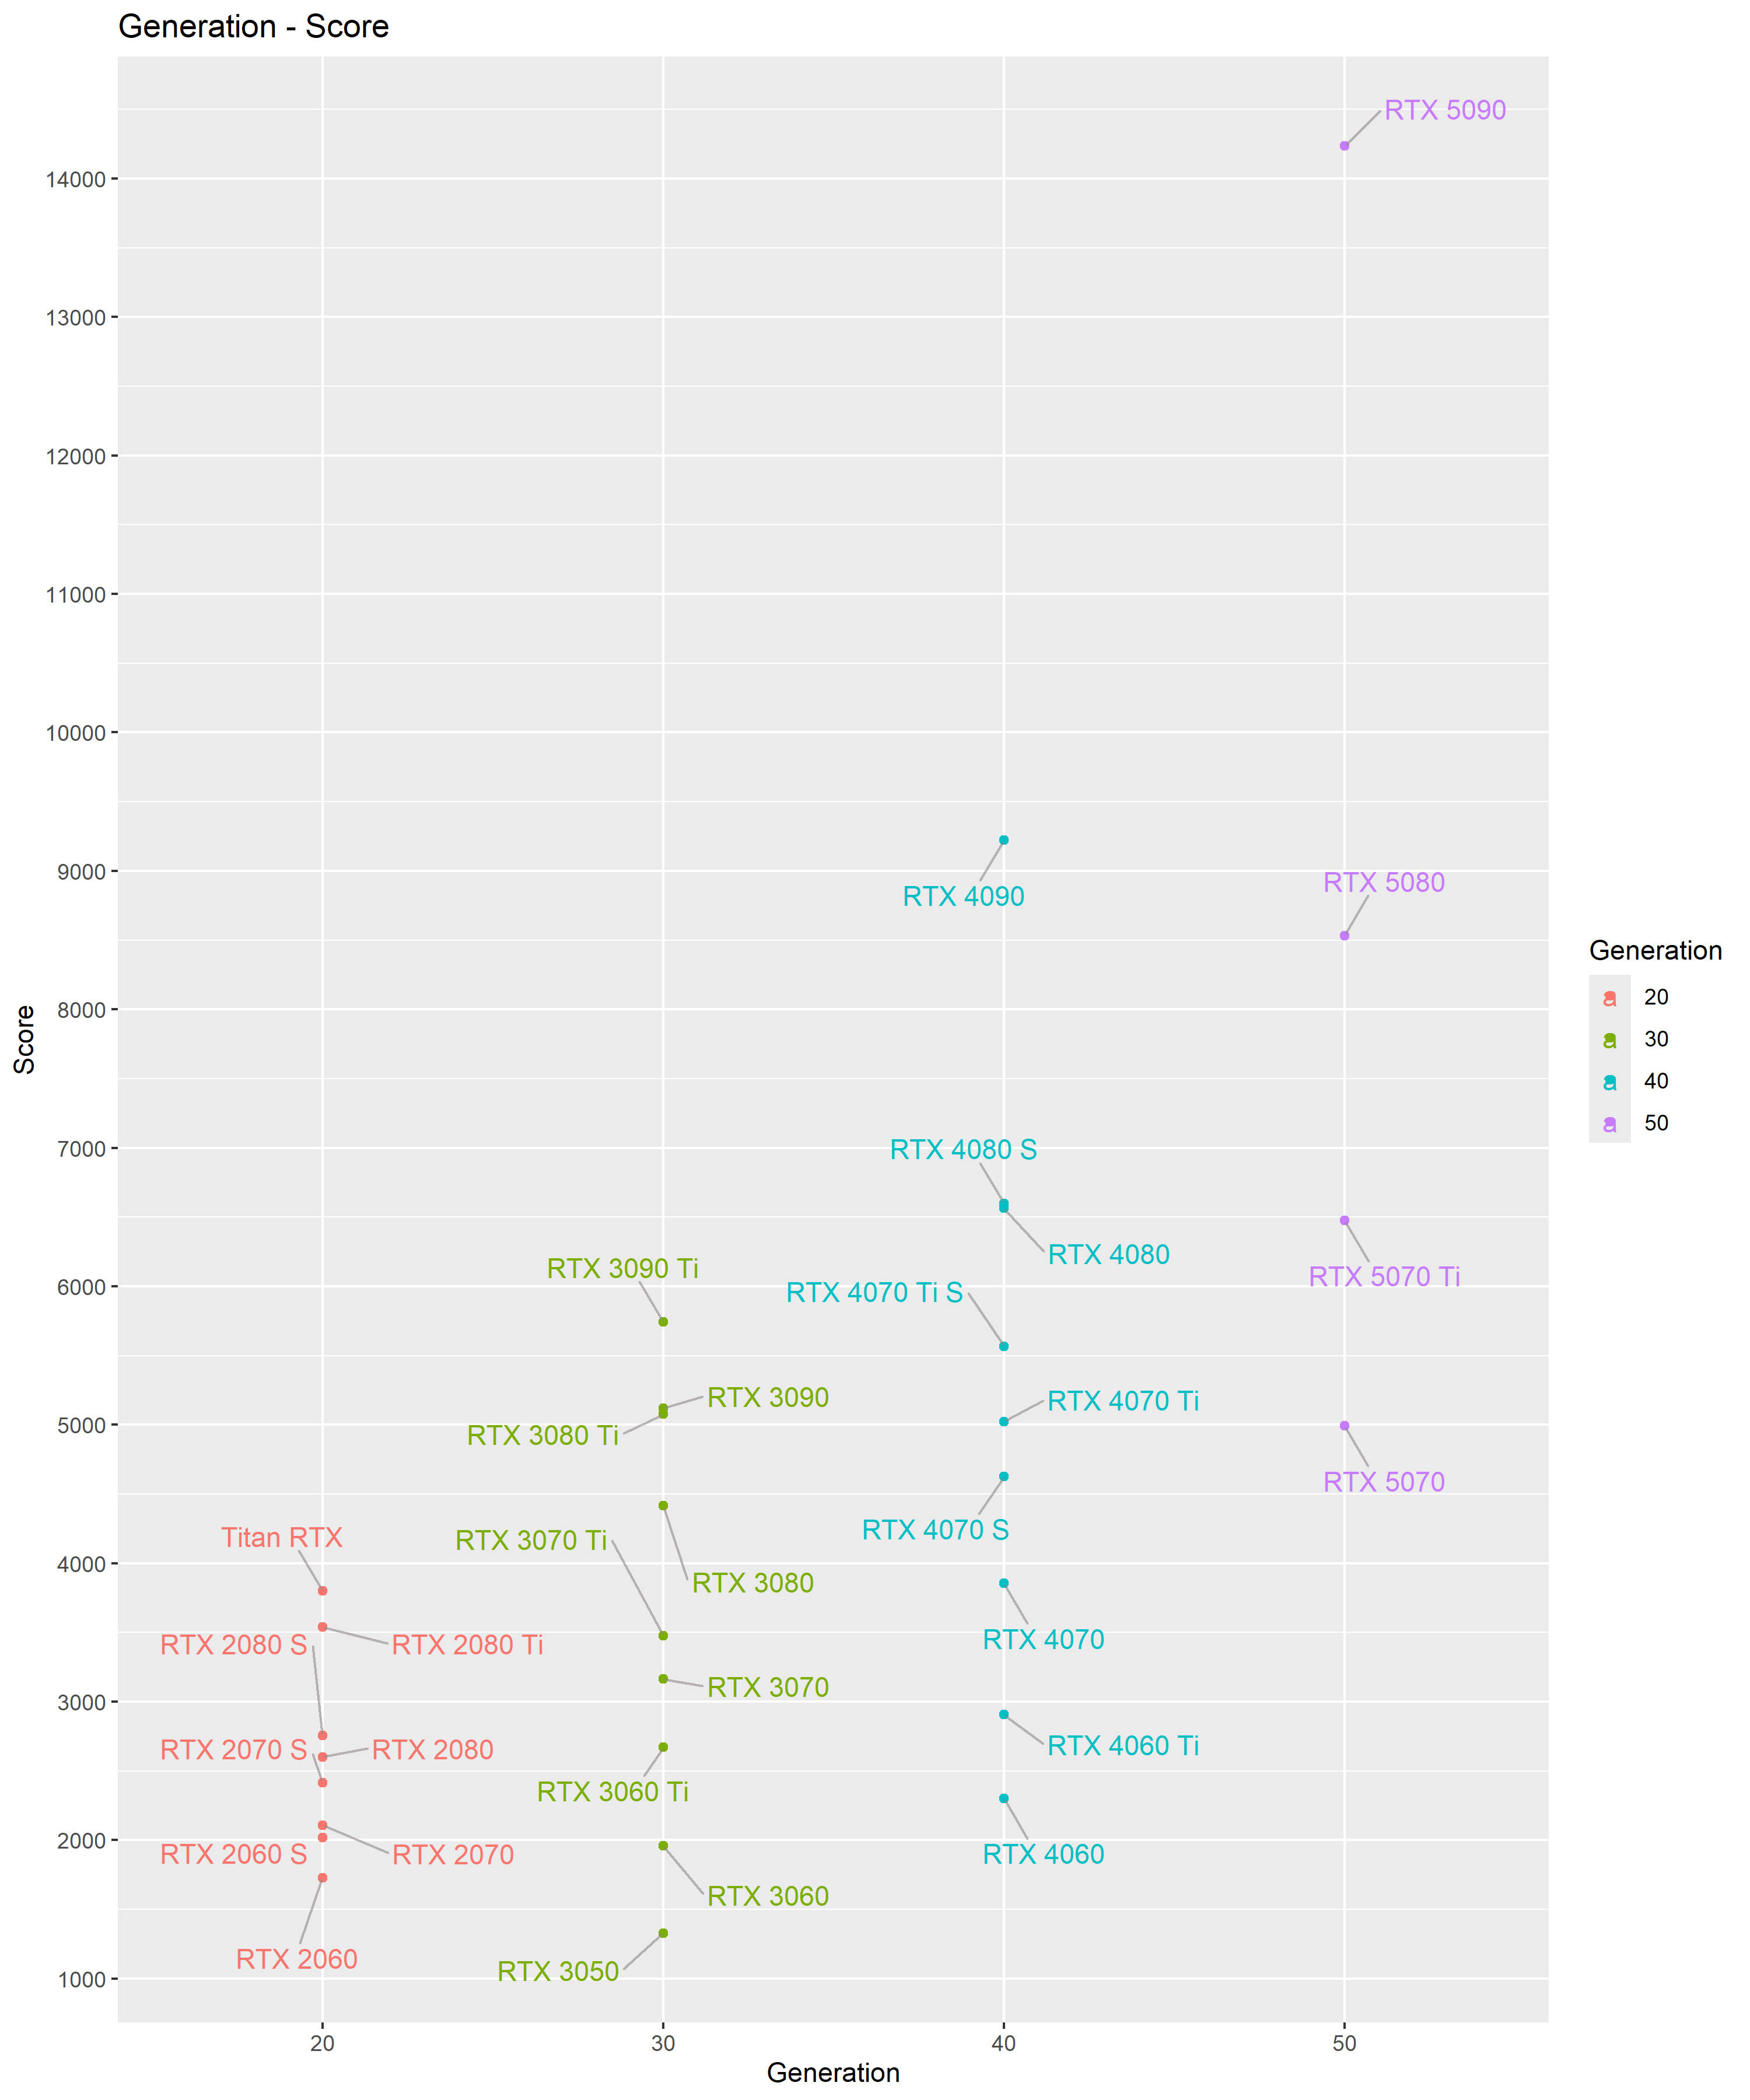 Generation - Score
RTX 5090
14000
13000
12000
11000
10000
9000
RTX 4090
RTX 5080
8000
7000
RTX 4080 S
RTX 4080
RTX 3090 Ti
RTX 5070 Ti
6000
RTX 4070 Ti S
RTX 3090
RTX 4070 Ti
5000
RTX 3080 Ti
RTX 5070
RTX 4070 S
Titan RTX
RTX 3070 Ti
4000
RTX 3080
RTX 2080 S
RTX 2080 Ti
RTX 4070
3000
RTX 3070
RTX 2070 S
RTX 2080
RTX 4060 Ti
RTX 3060 Ti
2000
RTX 2060 S
RTX 2070
RTX 4060
RTX 3060
RTX 2060
RTX 3050
1000
20
30
40
50
Generation
Score
Generation
a 20
a 30
a 40
a 50